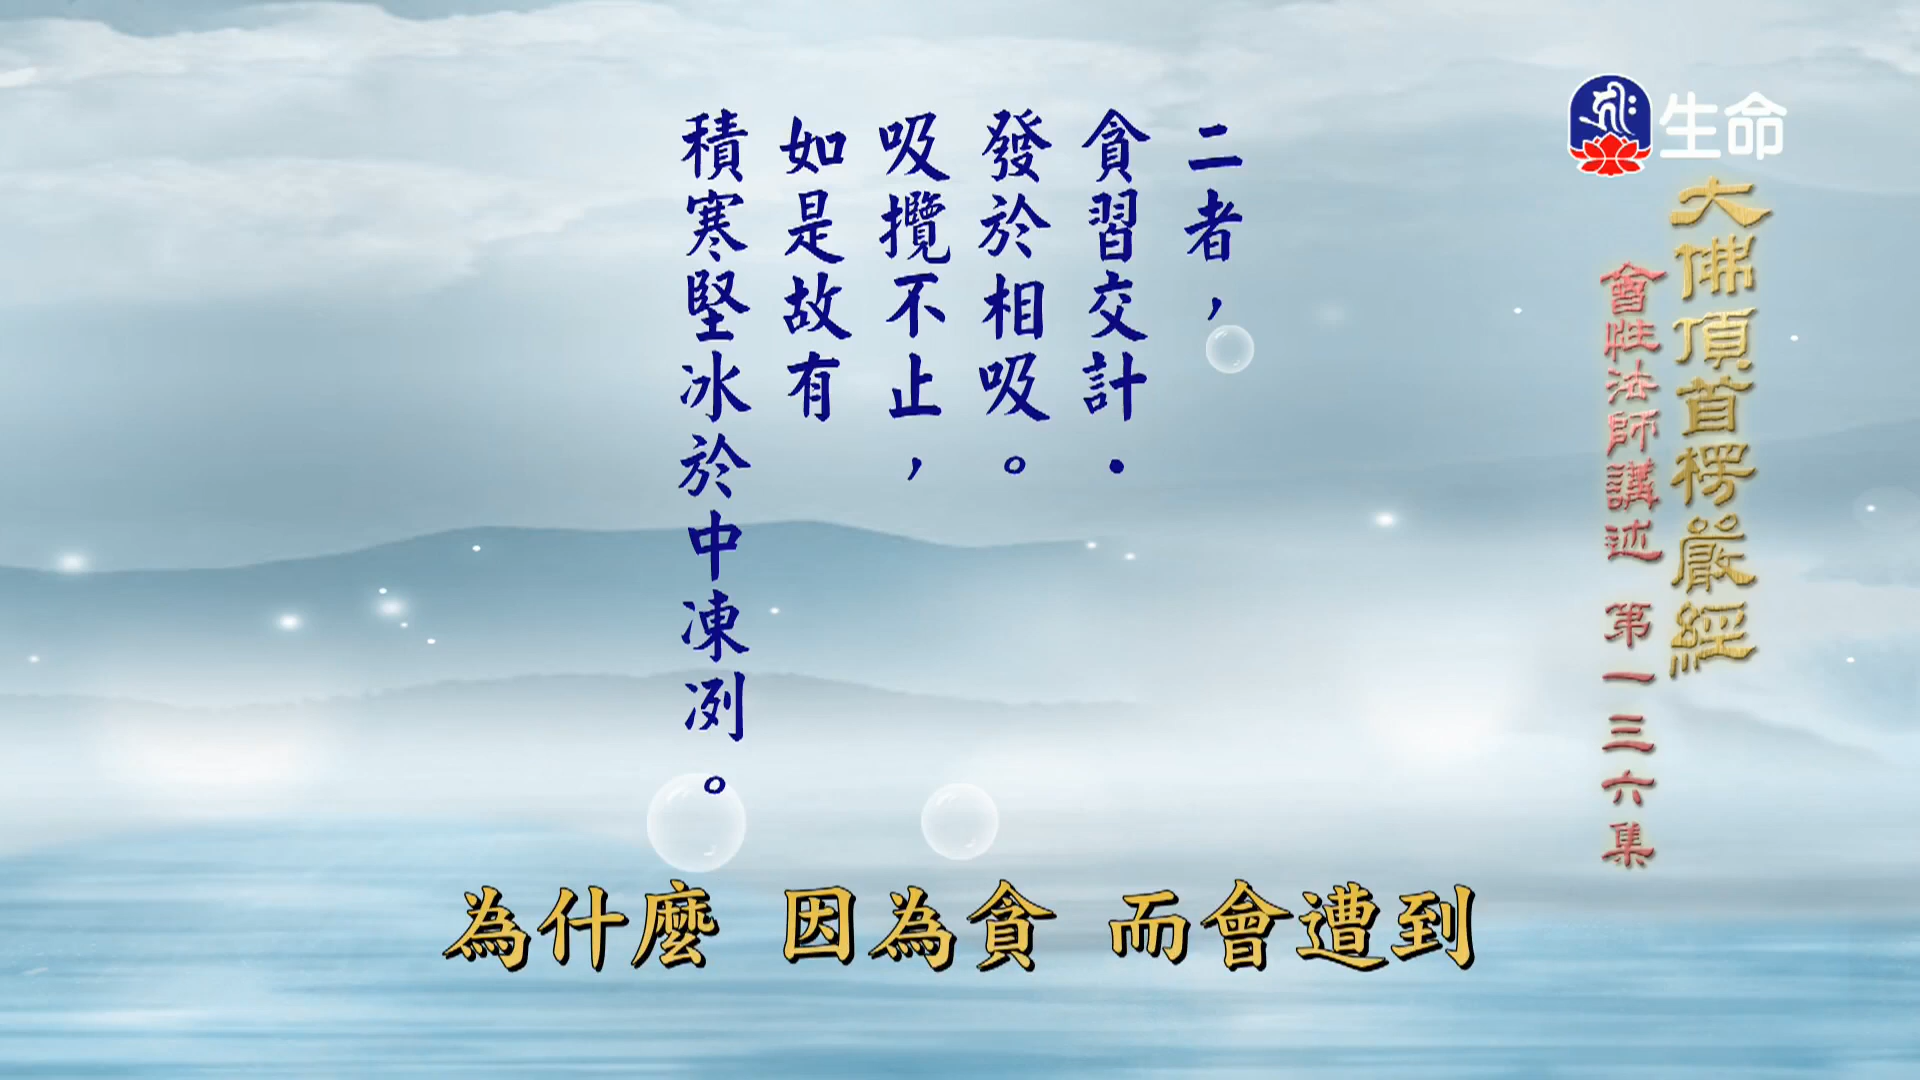 生命
大佛頂首楞嚴經
會性法師講述 第一三六集
二者，
貪習交計．
發於相吸。
吸攬不止，
如是故有
積寒堅冰於中凍冽。
為什麼 因為貪 而會遭到